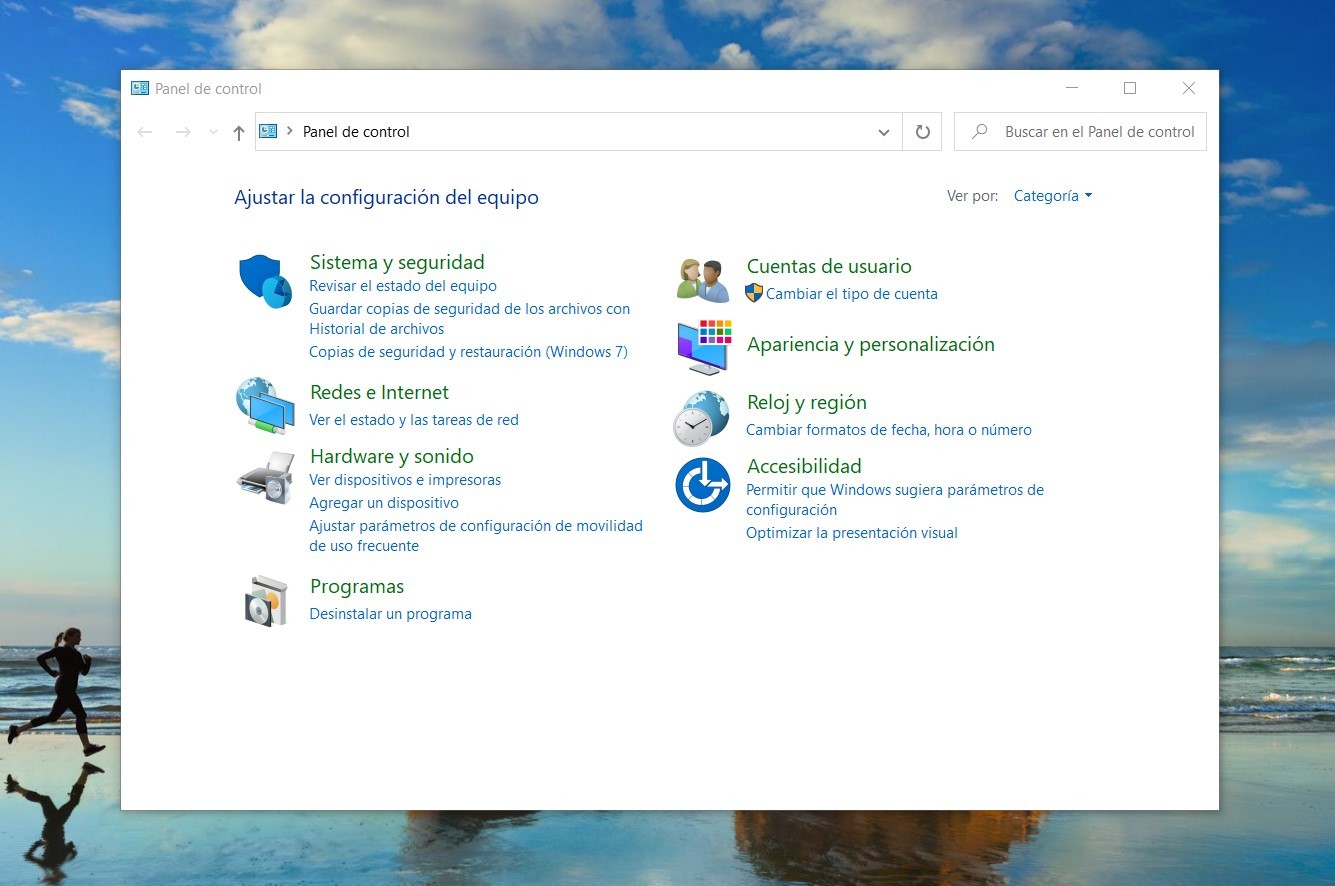 Panel de control
Panel de control
Buscar en el Panel de control
Ajustar la configuración del equipo
Ver por: Categoría
Sistema y seguridad
Revisar el estado del equipo
Guardar copias de seguridad de los archivos con
Historial de archivos
Copias de seguridad y restauración (Windows 7)
Redes e Internet
Ver el estado y las tareas de red
Hardware y sonido
Ver dispositivos e impresoras
Agregar un dispositivo
Ajustar parámetros de configuración de movilidad
de uso frecuente
Programas
Desinstalar un programa
Cuentas de usuario
Cambiar el tipo de cuenta
Apariencia y personalización
Reloj y región
Cambiar formatos de fecha, hora o número
Accesibilidad
Permitir que Windows sugiera parámetros de
configuración
Optimizar la presentación visual